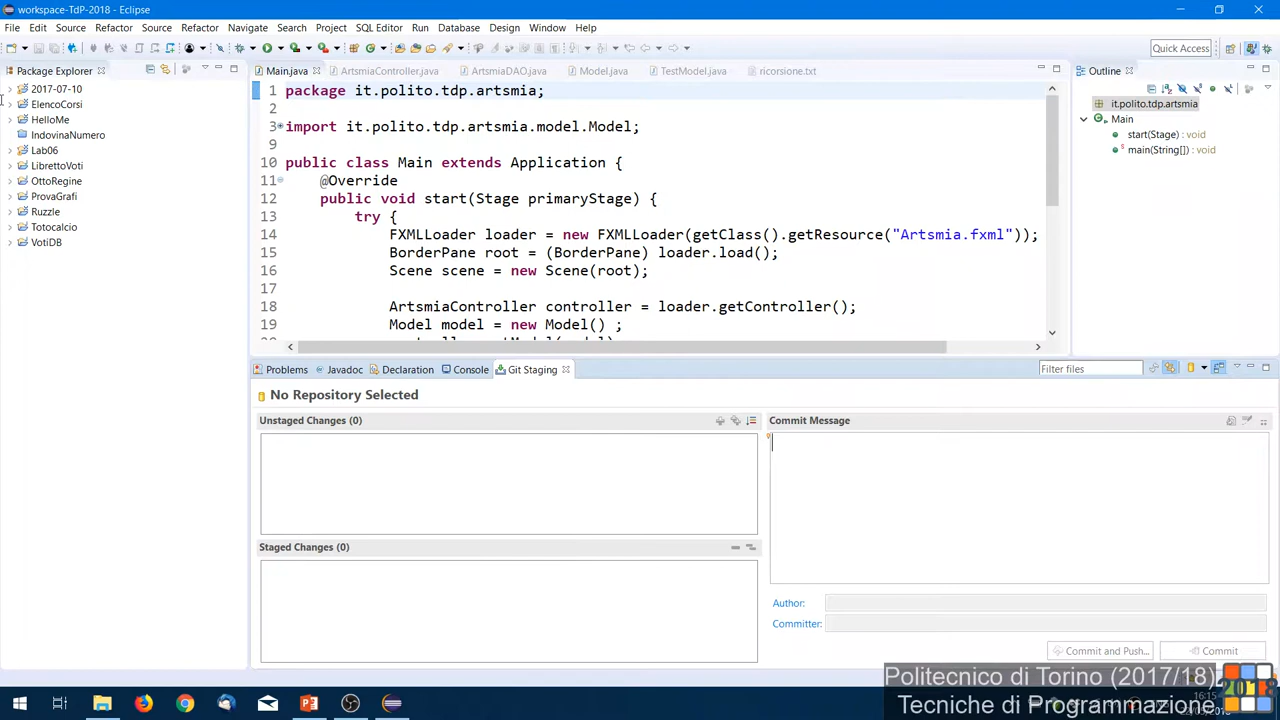 workspace-TdP-2018 - Eclipse
File Edit Source Refactor Source Refactor Navigate Search Project SQL Editor Run Database Design Window Help
Quick Access
Package Explorer
2017-07-10
ElencoCorsi
HelloMe
IndovinaNumero
Lab06
LibrettoVoti
OttoRegine
ProvaGrafi
Ruzzle
Totocalcio
VotiDB
Main.java ArtsmiaController.java ArtsmiaDAO.java Model.java TestModel.java ricorsione.txt
1 package it.polito.tdp.artsmia;
2
3 import it.polito.tdp.artsmia.model.Model;
9
10 public class Main extends Application {
11 @Override
12 public void start(Stage primaryStage) {
13 try {
14 FXMLLoader loader = new FXMLLoader(getClass().getResource("Artsmia.fxml"));
15 BorderPane root = (BorderPane) loader.load();
16 Scene scene = new Scene(root);
17
18 ArtsmiaController controller = loader.getController();
19 Model model = new Model() ;
Outline
it.polito.tdp.artsmia
Main
start(Stage) : void
main(String[]) : void
Problems Javadoc Declaration Console Git Staging
Filter files
No Repository Selected
Unstaged Changes (0)
Staged Changes (0)
Commit Message
Author:
Committer:
Commit and Push... Commit
Politecnico di Torino (2017/18)
Tecniche di Programmazione
2018
16:15